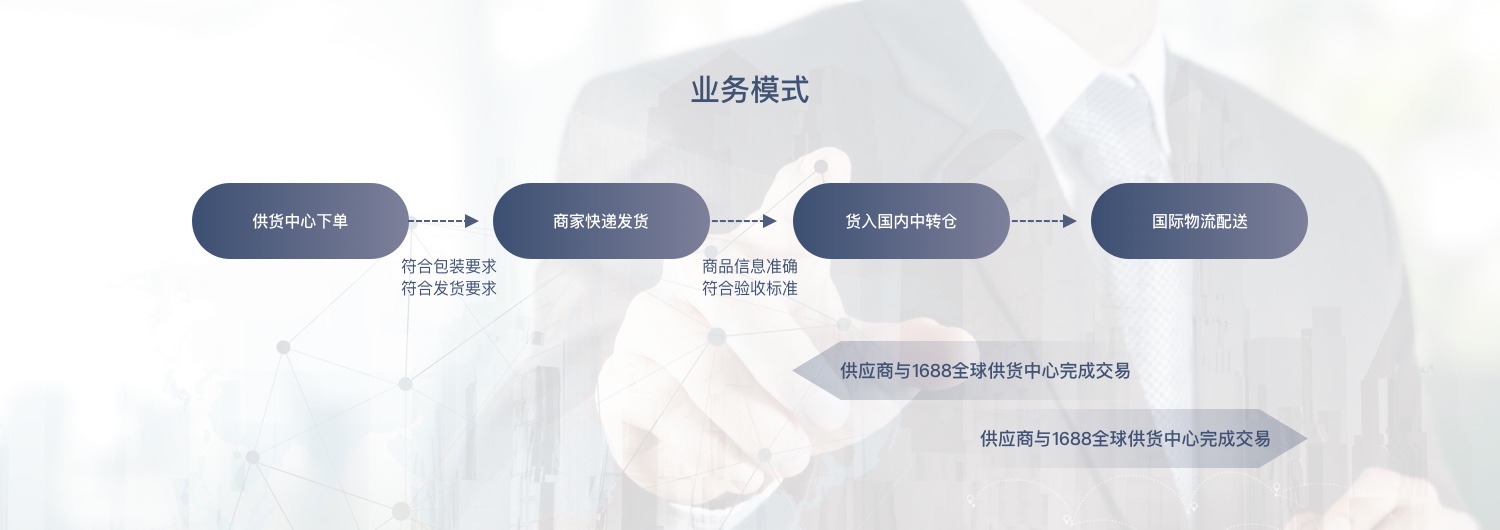 业务模式
供货中心下单
商家快递发货
货入国内中转仓
国际物流配送
符合包装要求
符合发货要求
商品信息准确
符合验收标准
供应商与1688全球供货中心完成交易
供应商与1688全球供货中心完成交易